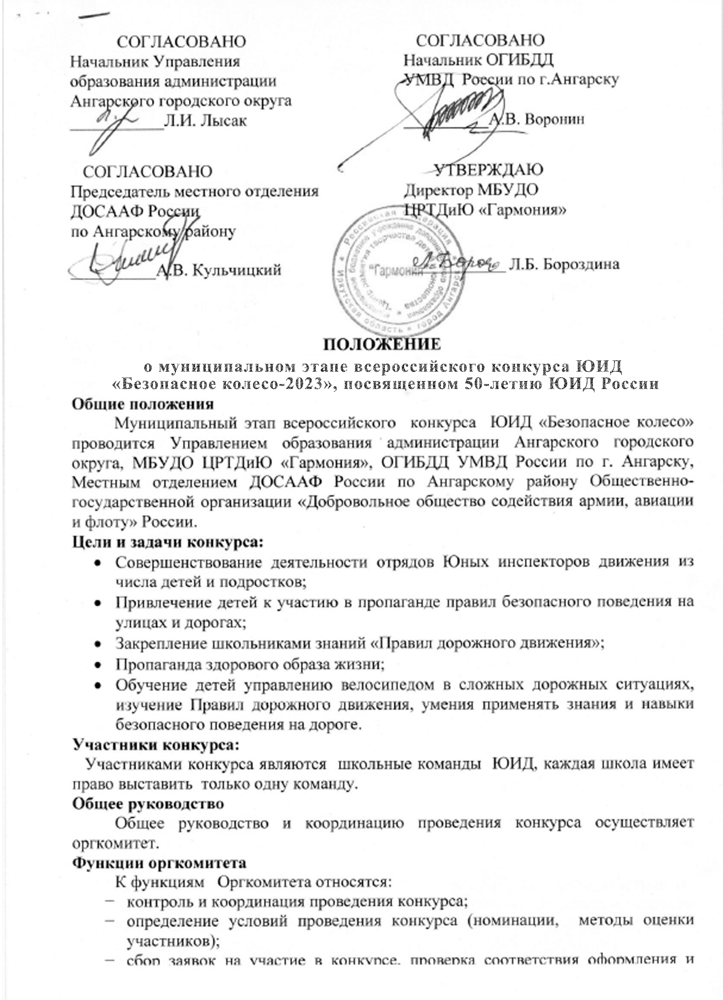 СОГЛАСОВАНО
Начальник Управления
образования администрации
Ангарского городского округа
____________Л.И. Лысак
СОГЛАСОВАНО
Начальник ОГИБДД
УМВД России по г.Ангарску
___________А.В. Воронин
СОГЛАСОВАНО
Председатель местного отделения
ДОСААФ России
по Ангарскому району
___________А.В. Кульчицкий
УТВЕРЖДАЮ
Директор МБУДО
ЦРТДиЮ «Гармония»
____________ Л.Б. Бороздина
Российская Федерация
Иркутская область * город Ангарск
"Гармония"
ПОЛОЖЕНИЕ
о муниципальном этапе всероссийского конкурса ЮИД
«Безопасное колесо-2023», посвященном 50-летию ЮИД России
Общие положения
Муниципальный этап всероссийского конкурса ЮИД «Безопасное колесо»
проводится Управлением образования администрации Ангарского городского
округа, МБУДО ЦРТДиЮ «Гармония», ОГИБДД УМВД России по г. Ангарску,
Местным отделением ДОСААФ России по Ангарскому району Общественно-
государственной организации «Добровольное общество содействия армии, авиации
и флоту» России.
Цели и задачи конкурса:
• Совершенствование деятельности отрядов Юных инспекторов движения из
числа детей и подростков;
• Привлечение детей к участию в пропаганде правил безопасного поведения на
улицах и дорогах;
• Закрепление школьниками знаний «Правил дорожного движения»;
• Пропаганда здорового образа жизни;
• Обучение детей управлению велосипедом в сложных дорожных ситуациях,
изучение Правил дорожного движения, умения применять знания и навыки
безопасного поведения на дороге.
Участники конкурса:
Участниками конкурса являются школьные команды ЮИД, каждая школа имеет
право выставить только одну команду.
Общее руководство
Общее руководство и координацию проведения конкурса осуществляет
оргкомитет.
Функции оргкомитета
К функциям Оргкомитета относятся:
– контроль и координация проведения конкурса;
– определение условий проведения конкурса (номинации, методы оценки
участников);
– сбор заявок на участие в конкурсе, проверка соответствия оформления и